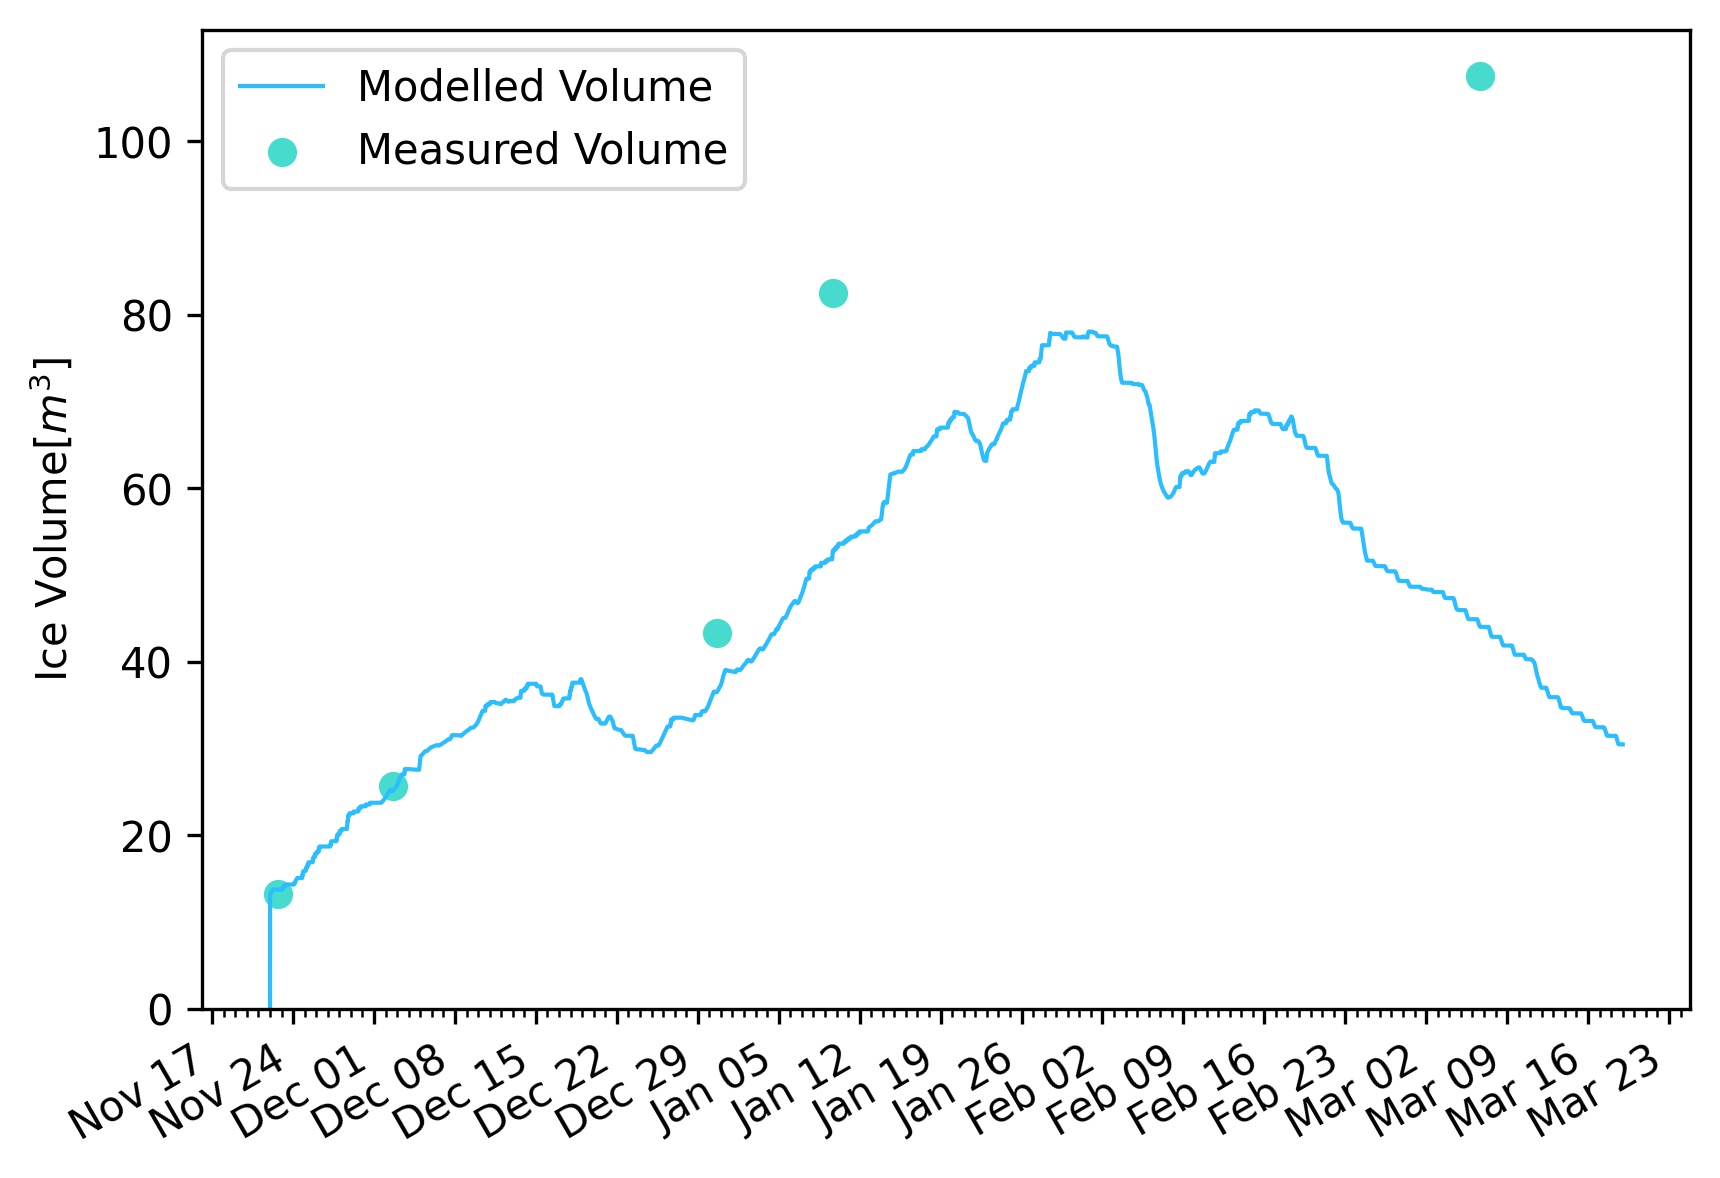 Modelled Volume
Measured Volume
Ice Volume[m³]
100
80
60
40
20
0
Nov 17
Nov 24
Dec 01
Dec 08
Dec 15
Dec 22
Dec 29
Jan 05
Jan 12
Jan 19
Jan 26
Feb 02
Feb 09
Feb 16
Feb 23
Mar 02
Mar 09
Mar 16
Mar 23